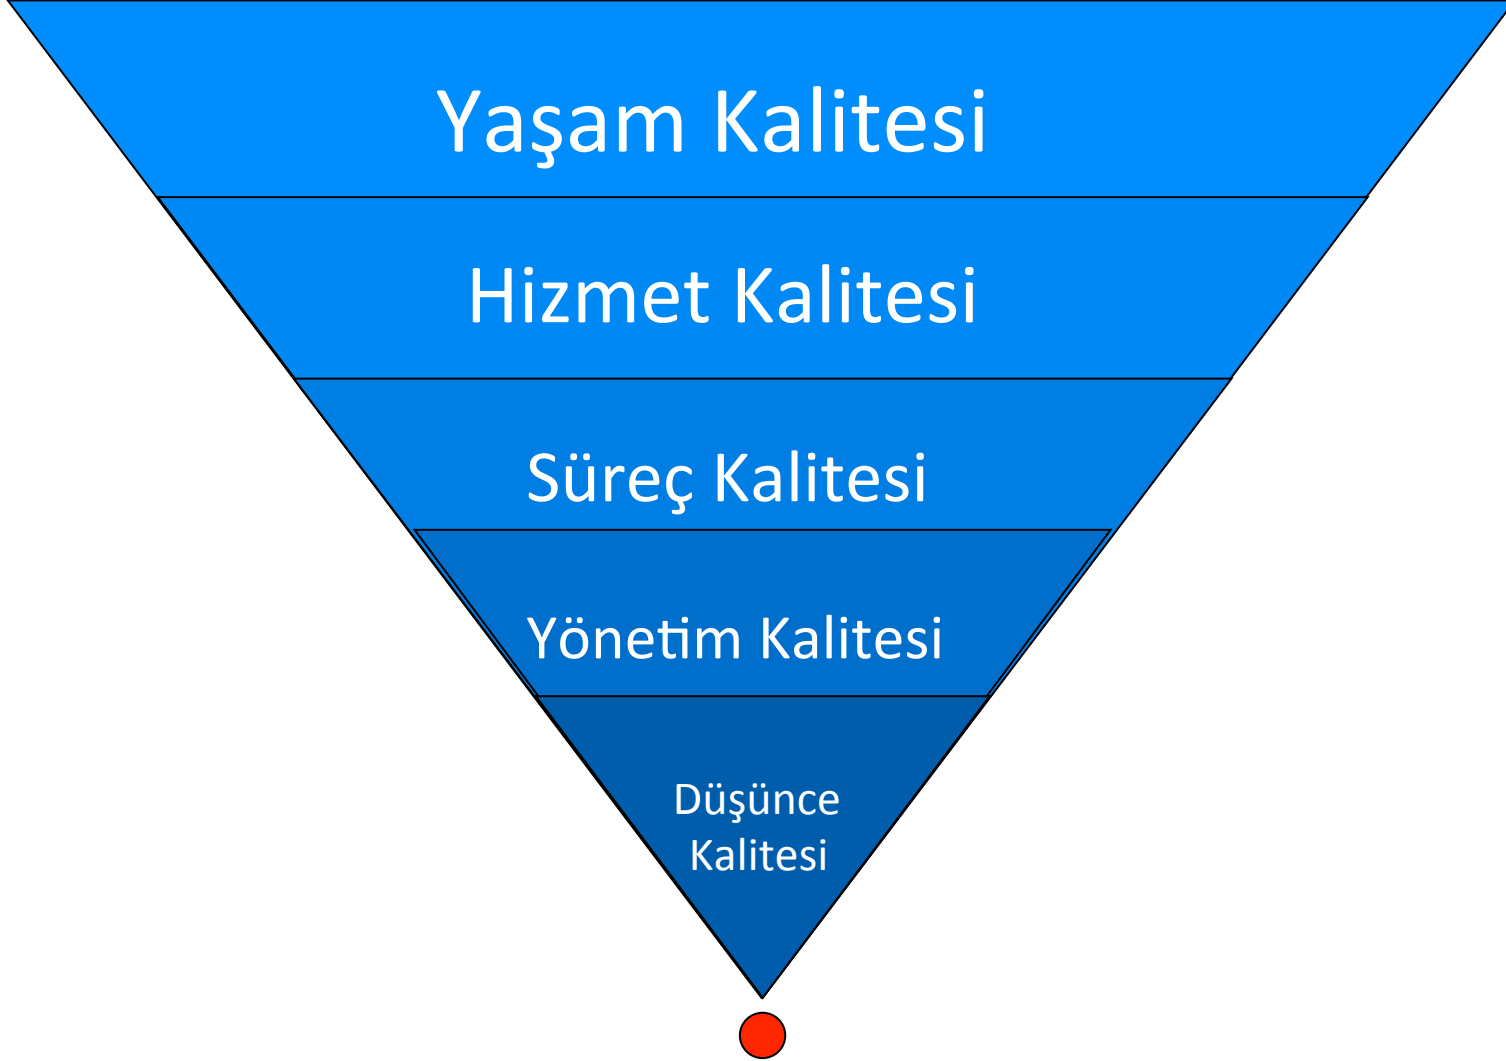 Yaşam Kalitesi
Hizmet Kalitesi
Süreç Kalitesi
Yönetim Kalitesi
Düşünce
Kalitesi